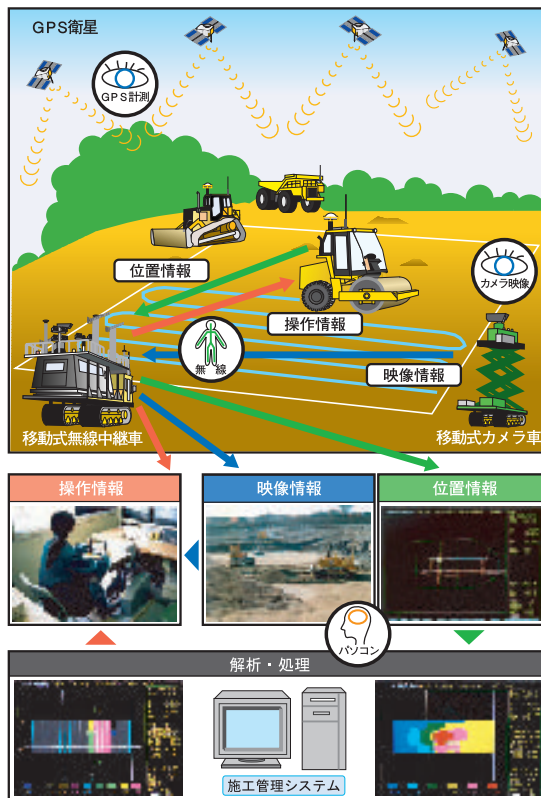 GPS衛星
GPS計測
位置情報
カメラ映像
操作情報
無線
映像情報
移動式無線中継車
移動式カメラ車
操作情報
映像情報
位置情報
パソコン
解析・処理
施工管理システム